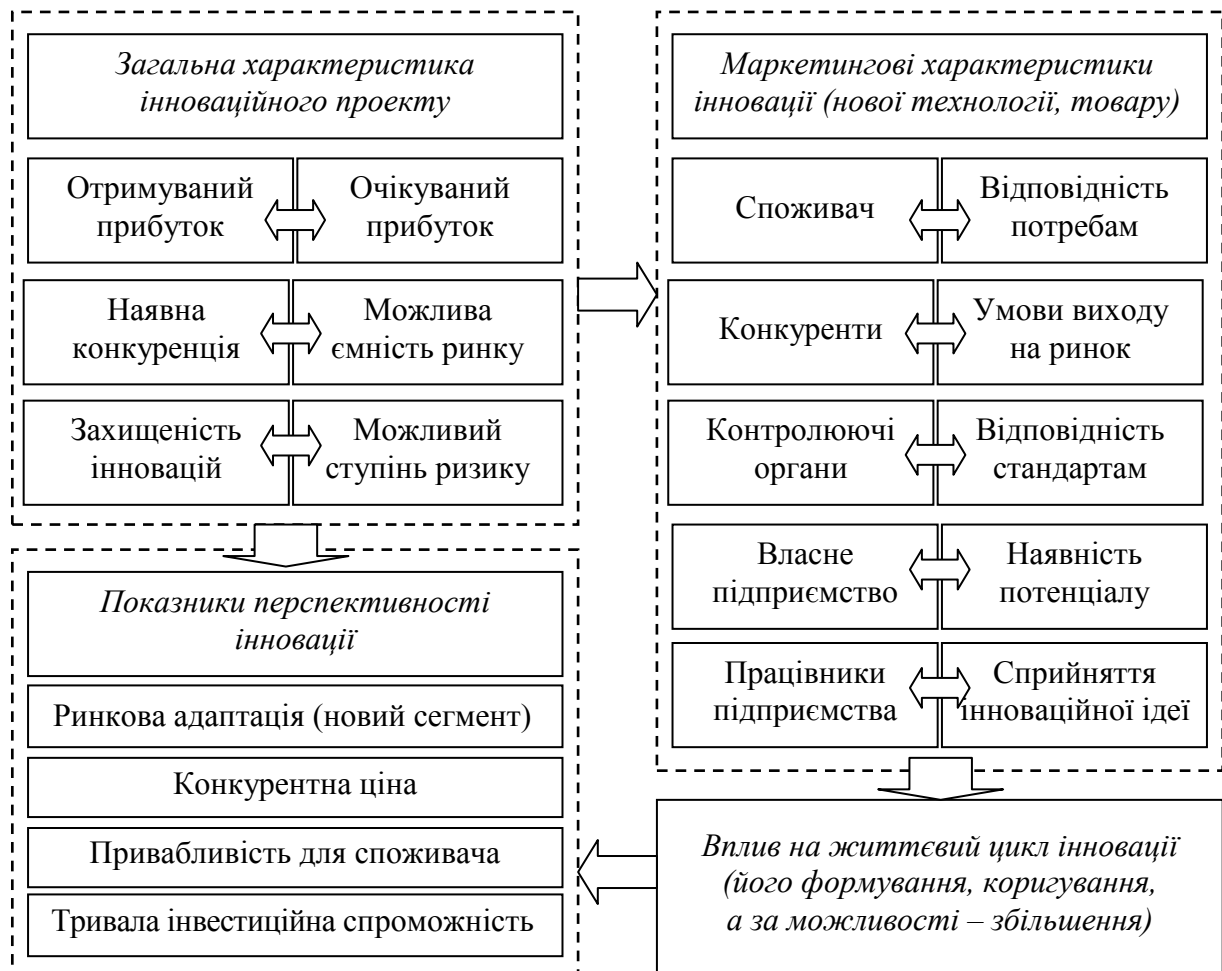 Загальна характеристика
інноваційного проекту
Отримуваний
прибуток
Очікуваний
прибуток
Наявна
конкуренція
Можлива
ємність ринку
Захищеність
інновацій
Можливий
ступінь ризику
Маркетингові характеристики
інновації (нової технології, товару)
Споживач
Відповідність
потребам
Конкуренти
Умови виходу
на ринок
Контролюючі
органи
Відповідність
стандартам
Власне
підприємство
Наявність
потенціалу
Працівники
підприємства
Сприйняття
інноваційної ідеї
Показники перспективності
інновації
Ринкова адаптація (новий сегмент)
Конкурентна ціна
Привабливість для споживача
Тривала інвестиційна спроможність
Вплив на життєвий цикл інновації
(його формування, коригування,
а за можливості – збільшення)